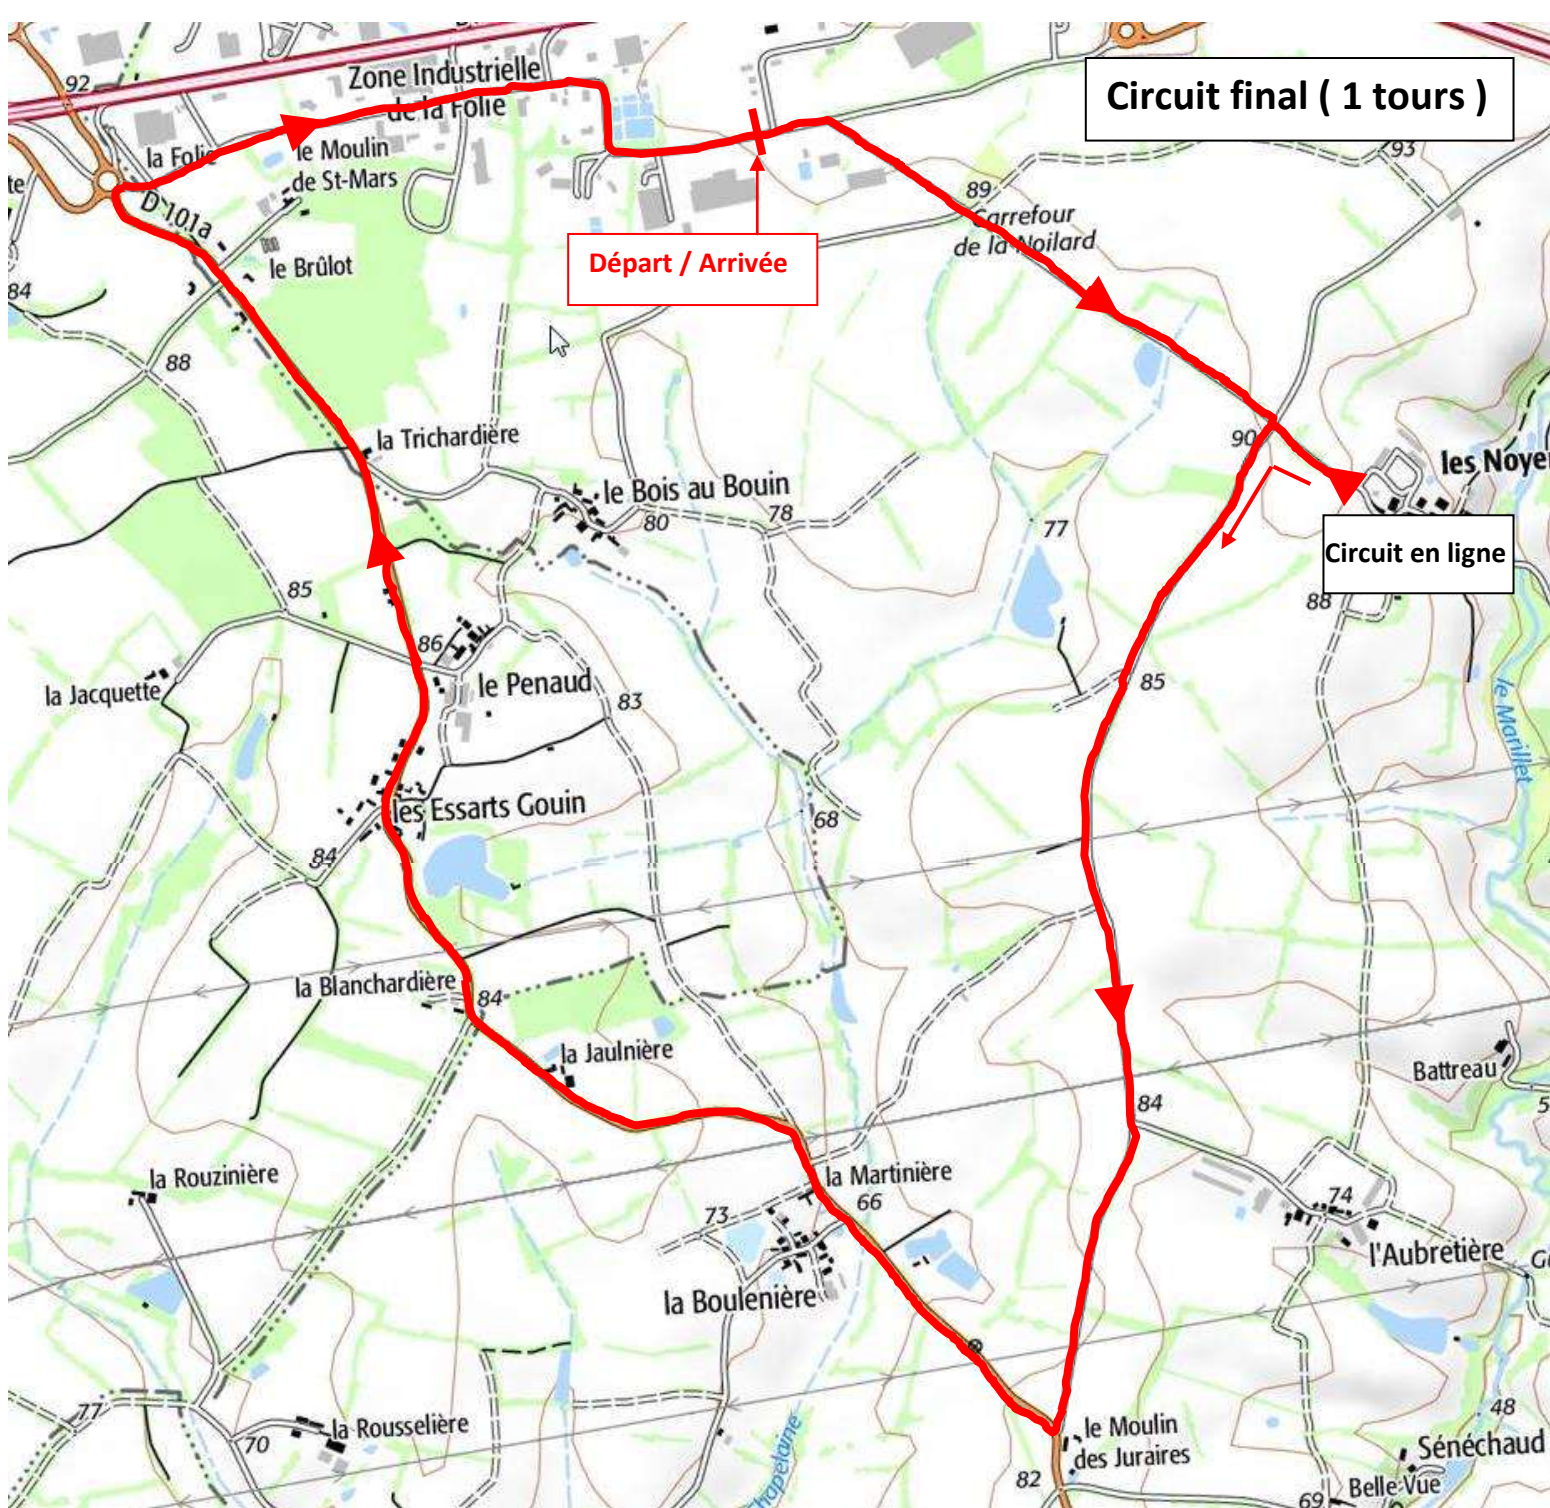 92
Zone Industrielle
de la Folie
Circuit final ( 1 tours )
la Folie
le Moulin
de St-Mars
93
te
D 101a
89
Carrefour
de la Noilard
le Brûlot
Départ / Arrivée
84
88
la Trichardière
90
les Noye
le Bois au Bouin
78
80
77
Circuit en ligne
85
88
86
la Jacquette
le Penaud
83
85
le Marillet
les Essarts Gouin
68
84
la Blanchardière
84
la Jaulnière
Battreau
84
5
la Rouzinière
la Martinière
66
73
74
l'Aubretière
G
la Boulenière
77
70
la Rousselière
hapelaine
le Moulin
des Juraires
82
48
Sénéchaud
Belle-Vue
69